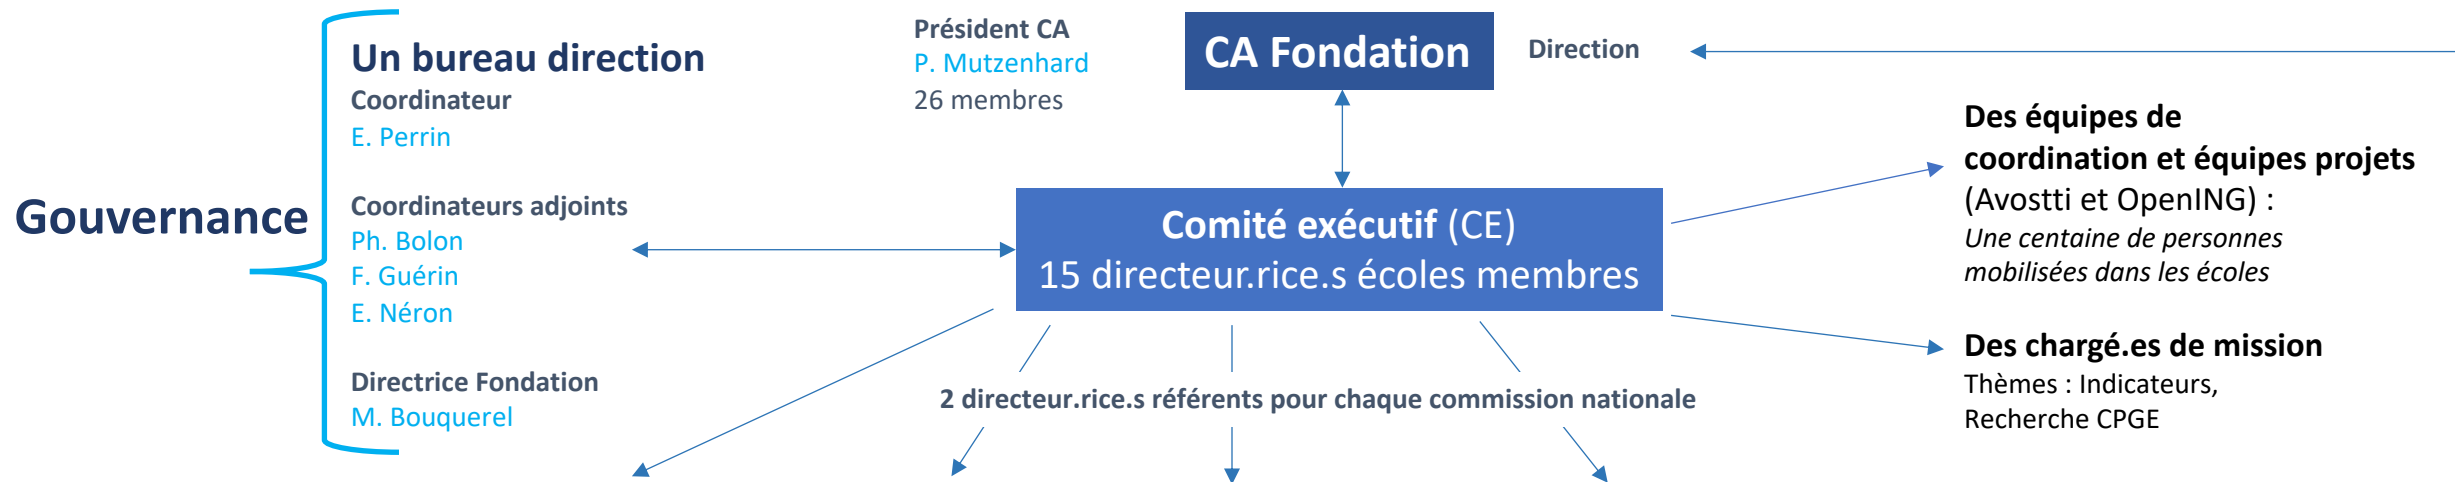 Gouvernance
Un bureau direction
Coordinateur
E. Perrin
Coordinateurs adjoints
Ph. Bolon
F. Guérin
E. Néron
Directrice Fondation
M. Bouquerel
Président CA
P. Mutzenhard
26 membres
CA Fondation
Direction
Comité exécutif (CE)
15 directeur.rice.s écoles membres
2 directeur.rice.s référents pour chaque commission nationale
Des équipes de
coordination et équipes projets
(Avostti et OpenING) :
Une centaine de personnes
mobilisées dans les écoles
Des chargé.es de mission
Thèmes : Indicateurs,
Recherche CPGE